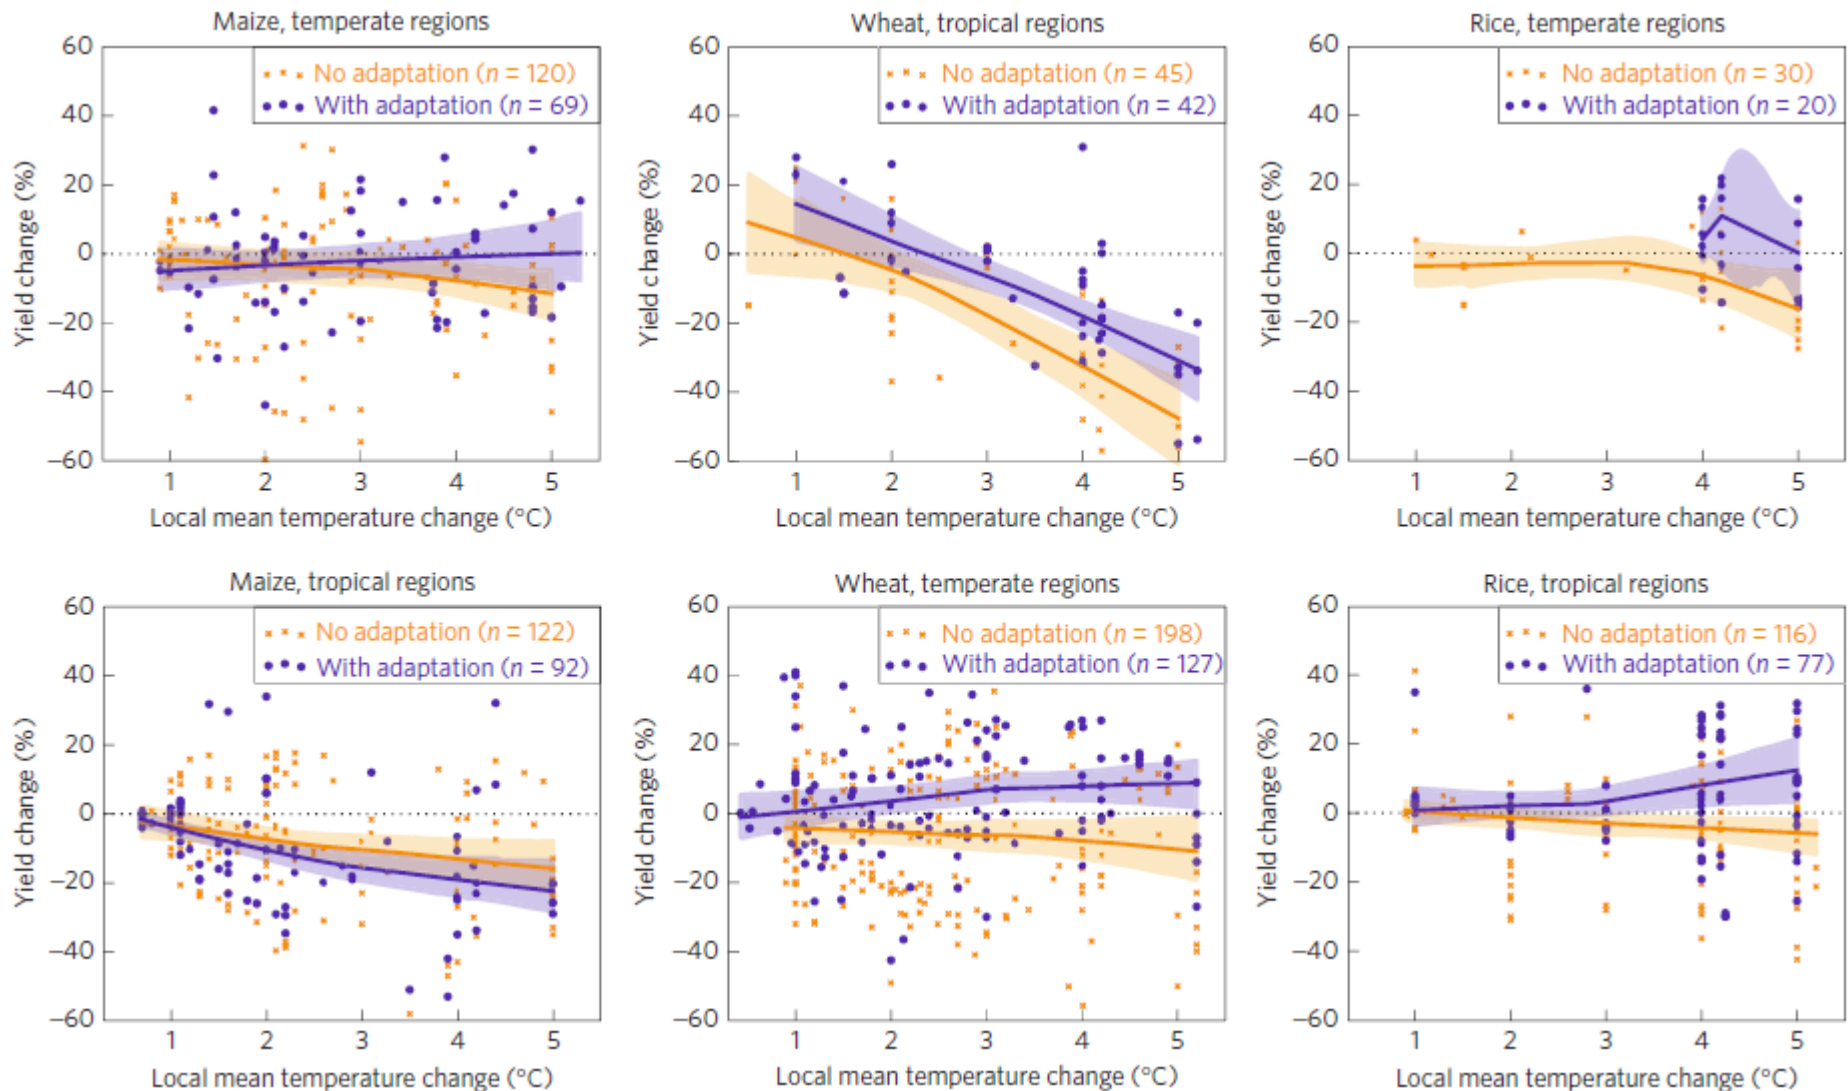 Maize, temperate regions
60
40
20
0
−20
−40
−60
Yield change (%)
No adaptation (n = 120)
With adaptation (n = 69)
1 2 3 4 5
Local mean temperature change (°C)
Wheat, tropical regions
60
40
20
0
−20
−40
−60
Yield change (%)
No adaptation (n = 45)
With adaptation (n = 42)
1 2 3 4 5
Local mean temperature change (°C)
Rice, temperate regions
60
40
20
0
−20
−40
−60
Yield change (%)
No adaptation (n = 30)
With adaptation (n = 20)
1 2 3 4 5
Local mean temperature change (°C)
Maize, tropical regions
60
40
20
0
−20
−40
−60
Yield change (%)
No adaptation (n = 122)
With adaptation (n = 92)
1 2 3 4 5
Local mean temperature change (°C)
Wheat, temperate regions
60
40
20
0
−20
−40
−60
Yield change (%)
No adaptation (n = 198)
With adaptation (n = 127)
1 2 3 4 5
Local mean temperature change (°C)
Rice, tropical regions
60
40
20
0
−20
−40
−60
Yield change (%)
No adaptation (n = 116)
With adaptation (n = 77)
1 2 3 4 5
Local mean temperature change (°C)